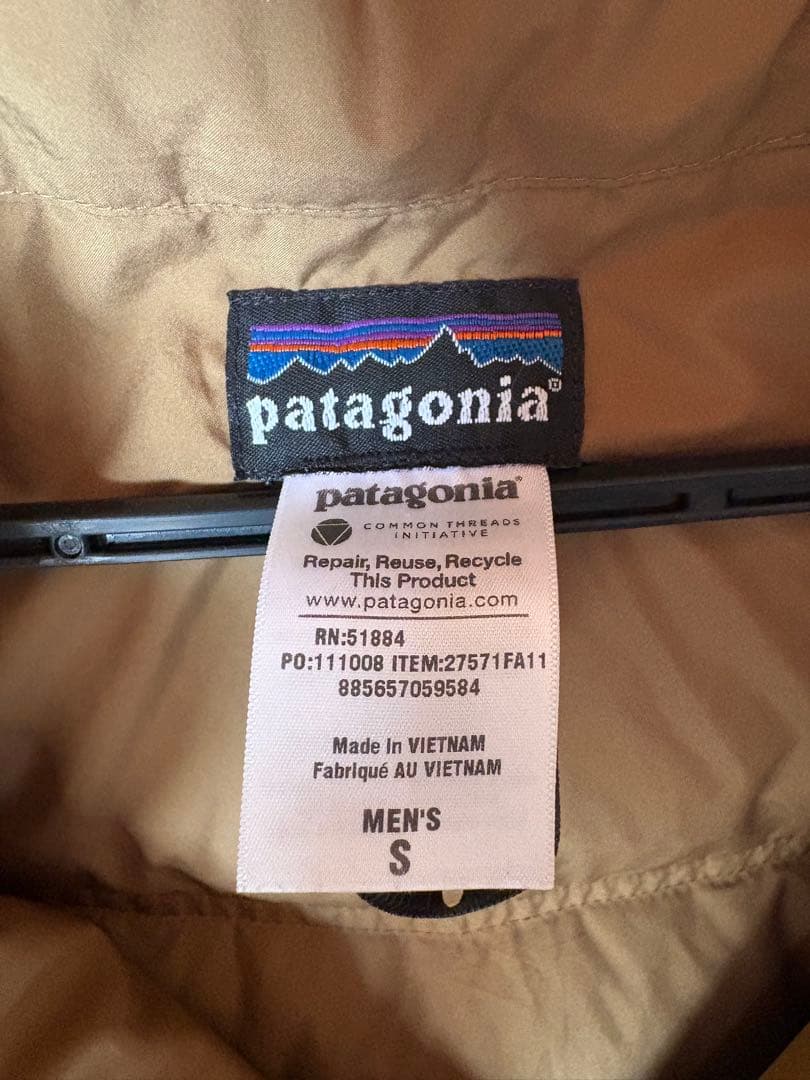 patagonia®
patagonia®
COMMON THREADS
INITIATIVE
Repair, Reuse, Recycle
This Product
www.patagonia.com
RN:51884
PO:111008 ITEM:27571FA11
885657059584
Made in VIETNAM
Fabriqué AU VIETNAM
MEN'S
S